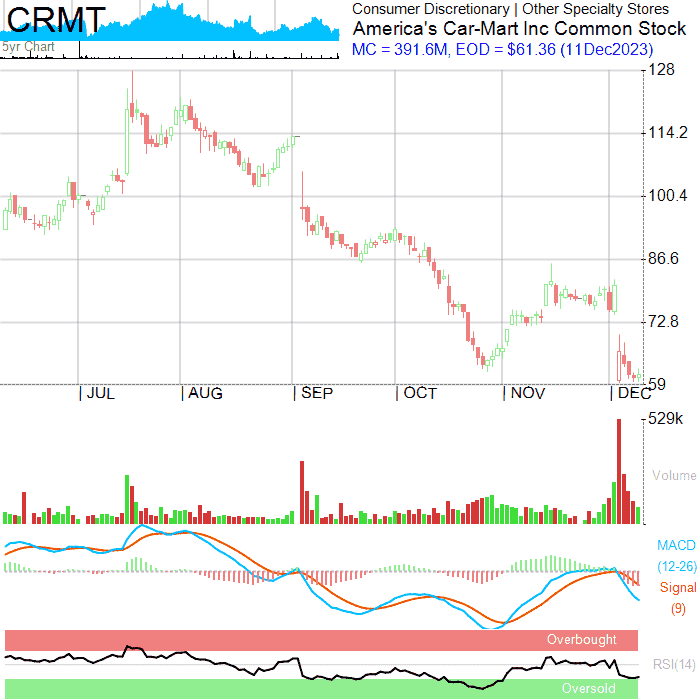 CRMT
5yr Chart
Consumer Discretionary | Other Specialty Stores
America's Car-Mart Inc Common Stock
MC = 391.6M, EOD = $61.36 (11Dec2023)
128
114.2
100.4
86.6
72.8
59
JUL AUG SEP OCT NOV DEC
529k
Volume
MACD
(12-26)
Signal
(9)
Overbought
RSI(14)
Oversold